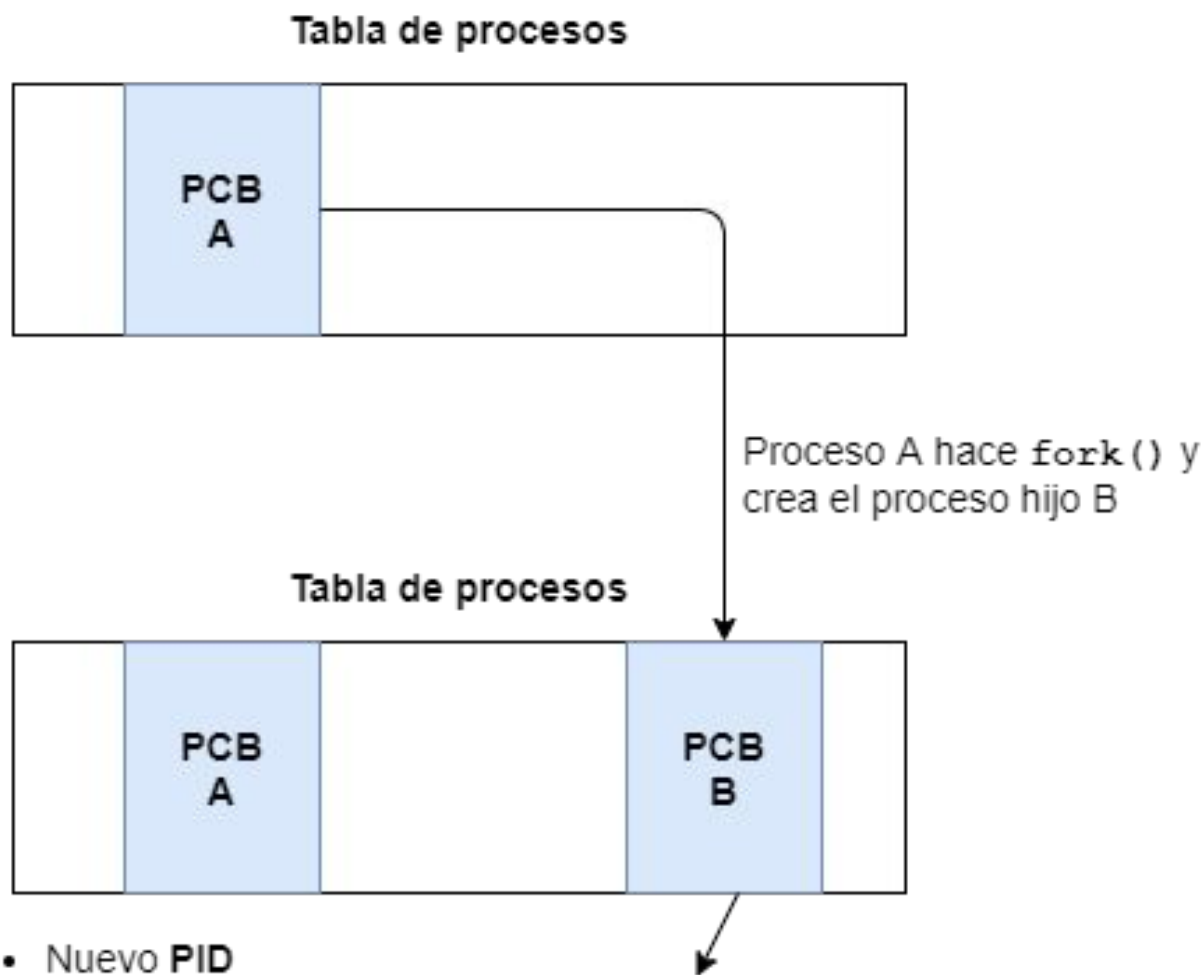 Tabla de procesos
PCB
A
Proceso A hace fork() y
crea el proceso hijo B
Tabla de procesos
PCB
A
PCB
B
• Nuevo PID